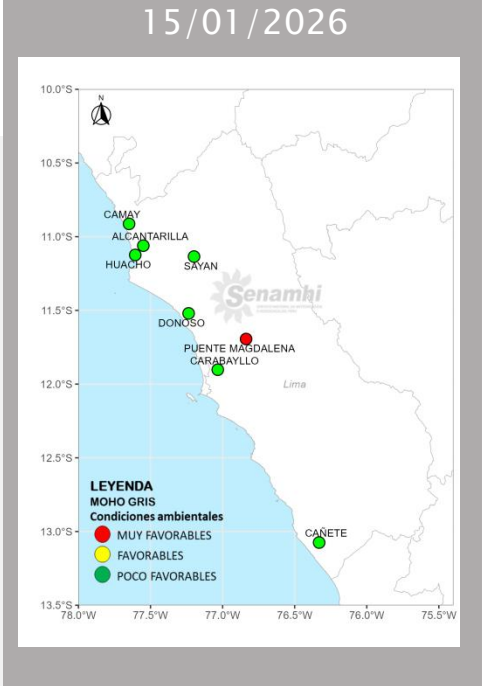 15/01/2026
10.0°S
N
10.5°S
CAMAY
11.0°S
ALCANTARILLA
HUACHO
SAYAN
Senamhi
11.5°S
DONOSO
PUENTE MAGDALENA
CARABAYLLO
12.0°S
Lima
12.5°S
LEYENDA
MOHO GRIS
Condiciones ambientales
13.0°S
CAÑETE
MUY FAVORABLES
FAVORABLES
POCO FAVORABLES
13.5°S
78.0°W 77.5°W 77.0°W 76.5°W 76.0°W 75.5°W